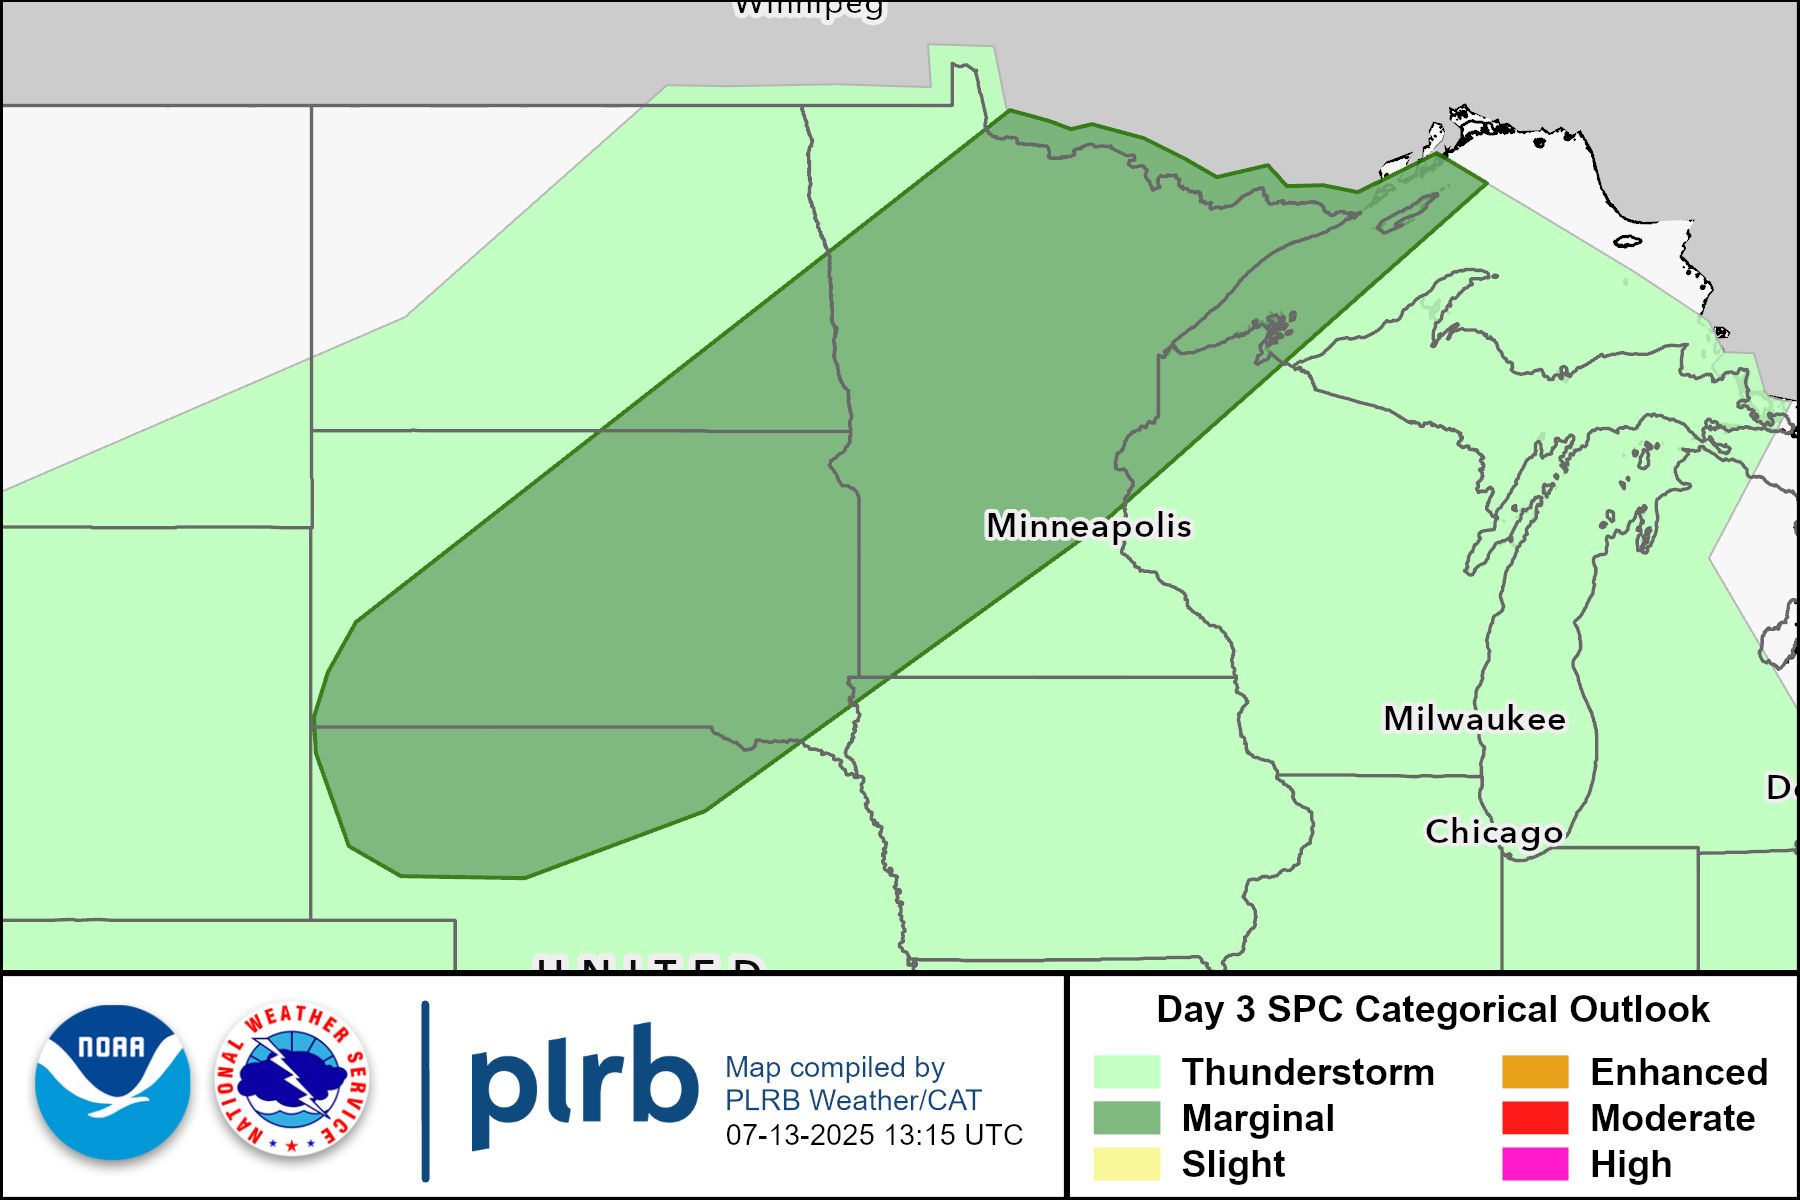 Winnipeg
Minneapolis
Milwaukee
Chicago
UNITED
NOAA
NATIONAL WEATHER SERVICE
plrb
Map compiled by
PLRB Weather/CAT
07-13-2025 13:15 UTC
Day 3 SPC Categorical Outlook
Thunderstorm
Marginal
Slight
Enhanced
Moderate
High